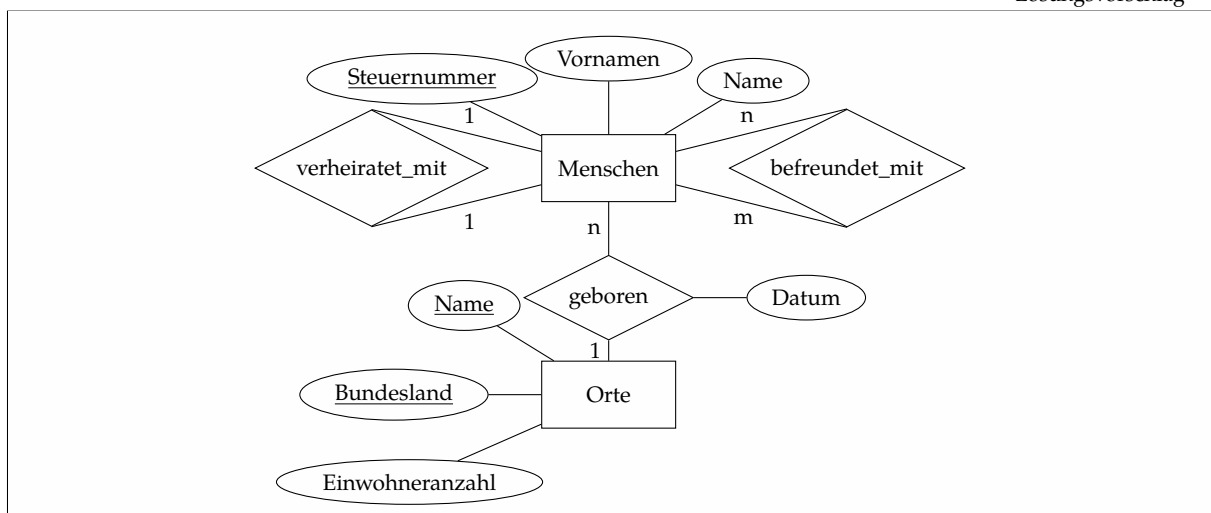 Vornamen
Steuernummer
Name
1
n
verheiratet_mit
Menschen
befreundet_mit
1
n
m
Name
geboren
Datum
1
Bundesland
Orte
Einwohneranzahl